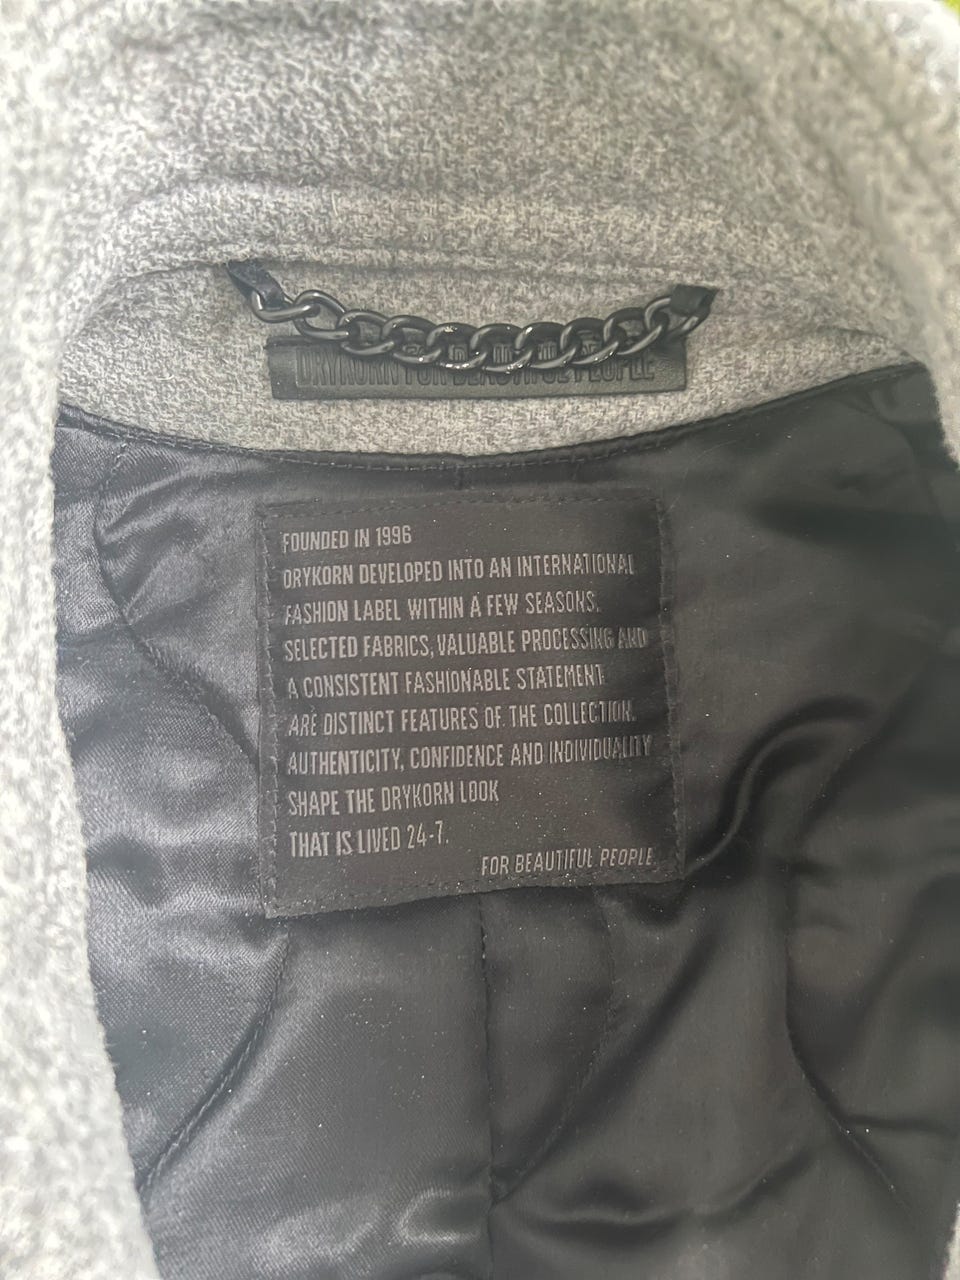 DRYKORN FOR BEAUTIFUL PEOPLE
FOUNDED IN 1996
DRYKORN DEVELOPED INTO AN INTERNATIONAL
FASHION LABEL WITHIN A FEW SEASONS.
SELECTED FABRICS, VALUABLE PROCESSING AND
A CONSISTENT FASHIONABLE STATEMENT
ARE DISTINCT FEATURES OF THE COLLECTION.
AUTHENTICITY, CONFIDENCE AND INDIVIDUALITY
SHAPE THE DRYKORN LOOK
THAT IS LIVED 24-7.
FOR BEAUTIFUL PEOPLE.